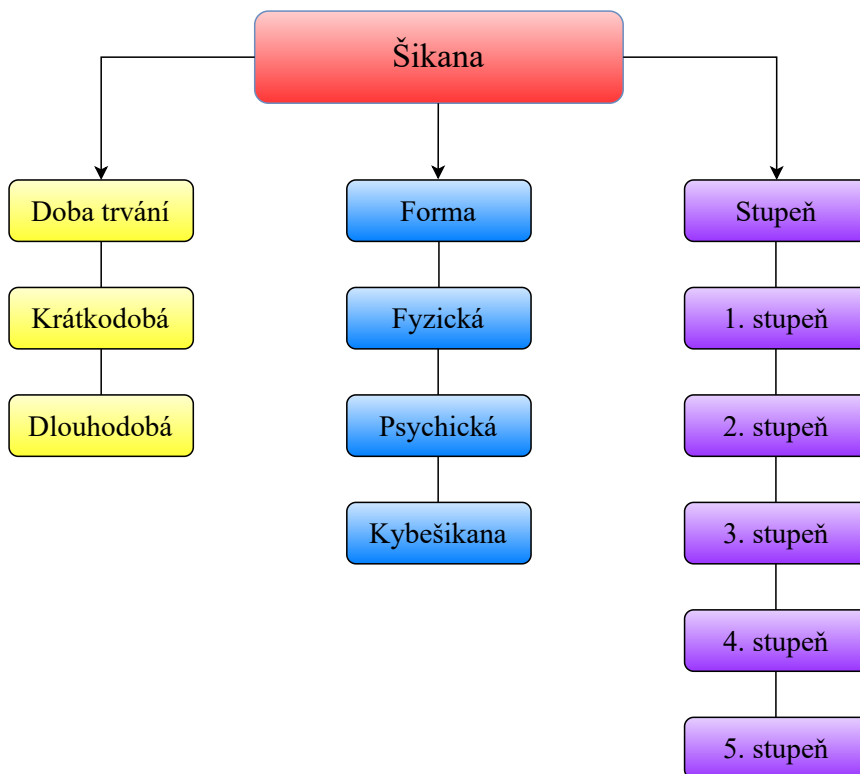 Šikana
Doba trvání
Forma
Stupeň
Krátkodobá
Fyzická
1. stupeň
Dlouhodobá
Psychická
2. stupeň
Kybešikana
3. stupeň
4. stupeň
5. stupeň